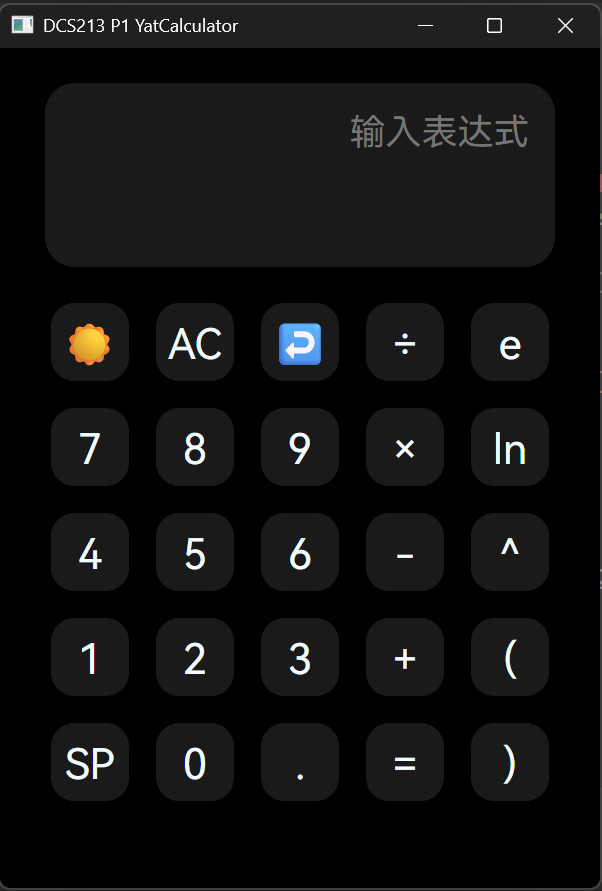 DCS213 P1 YatCalculator
输入表达式
AC ÷ e
7 8 9 × ln
4 5 6 - ^
1 2 3 + (
SP 0 . = )